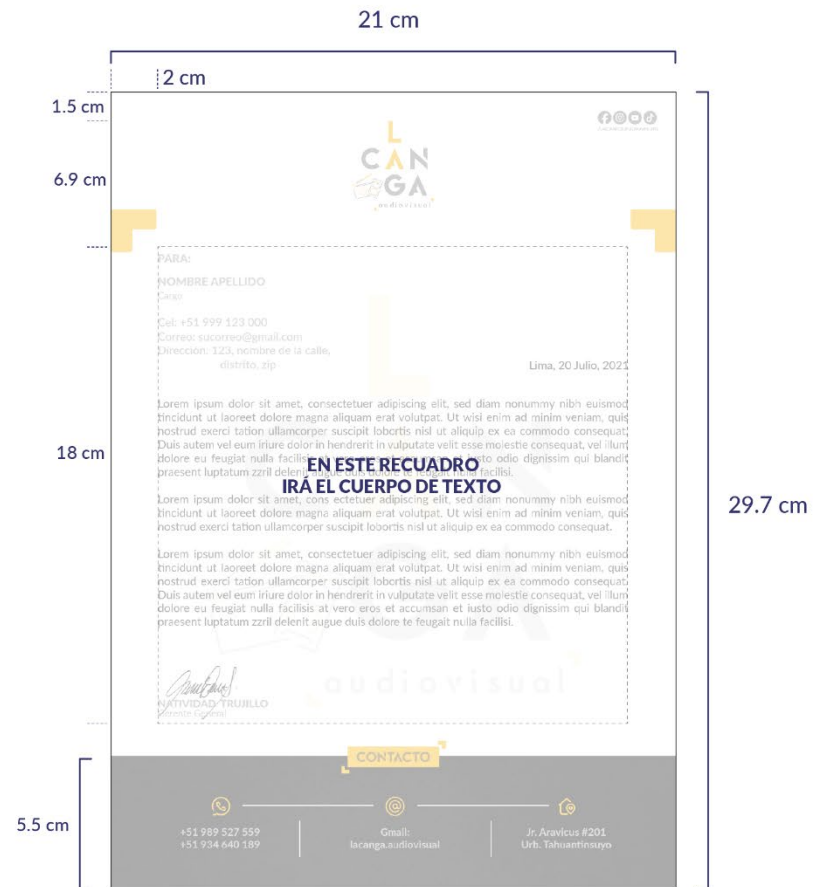 21 cm
2 cm
1.5 cm
6.9 cm
18 cm
5.5 cm
29.7 cm
L
CAN
GA
audiovisual
PARA:
NOMBRE APELLIDO
Cargo
Cel: +51 999 123 000
Correo: sucorreo@gmail.com
Dirección: 123, nombre de la calle,
distrito, zip
Lima, 20 Julio, 2021
Lorem ipsum dolor sit amet, consectetuer adipiscing elit, sed diam nonummy nibh euismod
tincidunt ut laoreet dolore magna aliquam erat volutpat. Ut wisi enim ad minim veniam, quis
nostrud exerci tation ullamcorper suscipit lobortis nisl ut aliquip ex ea commodo consequat.
Duis autem vel eum iriure dolor in hendrerit in vulputate velit esse molestie consequat, vel illum
dolore eu feugiat nulla facilisis at vero eros et accumsan et iusto odio dignissim qui blandit
praesent luptatum zzril delenit augue duis dolore te feugait nulla facilisi.
EN ESTE RECUADRO
IRÁ EL CUERPO DE TEXTO
Lorem ipsum dolor sit amet, cons ectetuer adipiscing elit, sed diam nonummy nibh euismod
tincidunt ut laoreet dolore magna aliquam erat volutpat. Ut wisi enim ad minim veniam, quis
nostrud exerci tation ullamcorper suscipit lobortis nisl ut aliquip ex ea commodo consequat.
Lorem ipsum dolor sit amet, consectetuer adipiscing elit, sed diam nonummy nibh euismod
tincidunt ut laoreet dolore magna aliquam erat volutpat. Ut wisi enim ad minim veniam, quis
nostrud exerci tation ullamcorper suscipit lobortis nisl ut aliquip ex ea commodo consequat.
Duis autem vel eum iriure dolor in hendrerit in vulputate velit esse molestie consequat, vel illum
dolore eu feugiat nulla facilisis at vero eros et accumsan et iusto odio dignissim qui blandit
praesent luptatum zzril delenit augue duis dolore te feugait nulla facilisi.
L
CAN
GA
audiovisual
NATIVIDAD TRUJILLO
Gerente General
CONTACTO
+51 989 527 559
+51 934 640 189
Gmail:
lacanga.audiovisual
Jr. Aravicus #201
Urb. Tahuantinsuyo